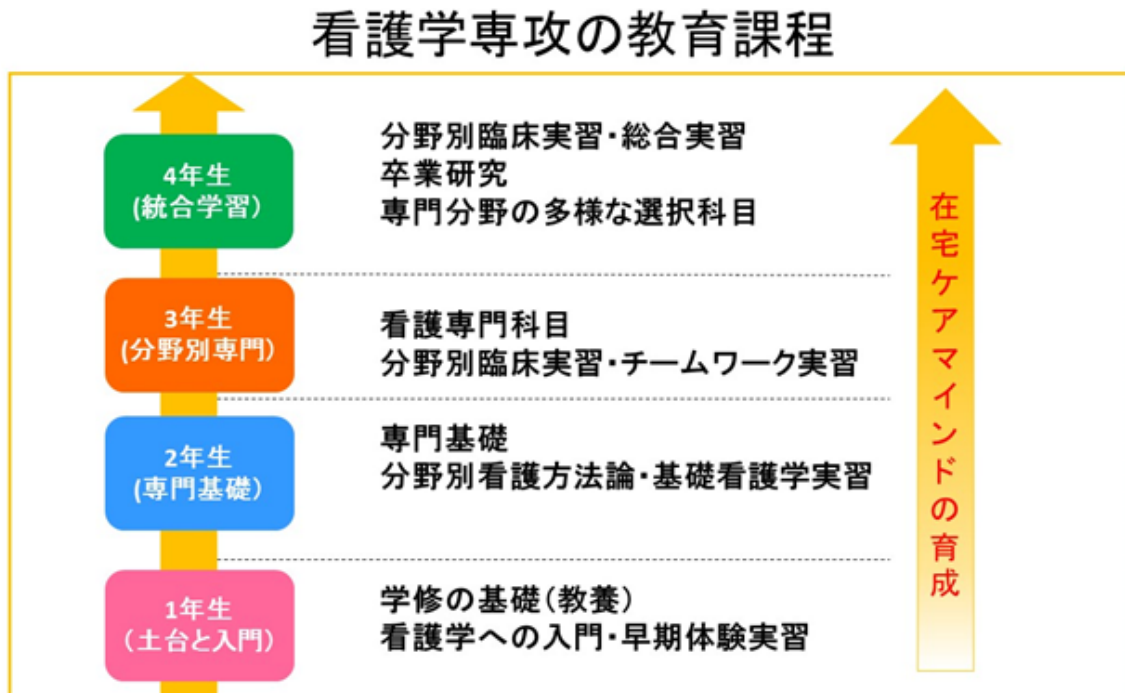 看護学専攻の教育課程
4年生
(統合学習)
分野別臨床実習・総合実習
卒業研究
専門分野の多様な選択科目
3年生
(分野別専門)
看護専門科目
分野別臨床実習・チームワーク実習
2年生
(専門基礎)
専門基礎
分野別看護方法論・基礎看護学実習
1年生
(土台と入門)
学修の基礎(教養)
看護学への入門・早期体験実習
在宅ケアマインドの育成